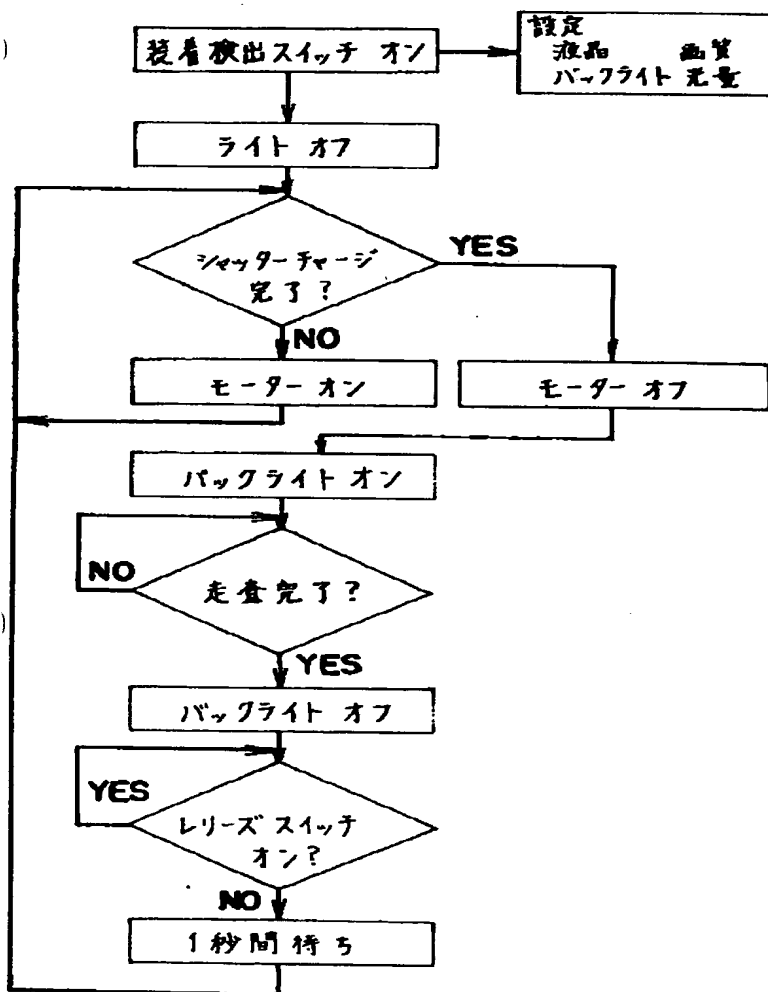 装着検出スイッチ オン
設定
液晶 画質
バックライト 光量
ライト オフ
シャッターチャージ
完了?
YES
NO
モーター オン
モーター オフ
バックライト オン
走査完了?
NO
YES
バックライト オフ
レリーズ スイッチ
オン?
YES
NO
1秒間待ち